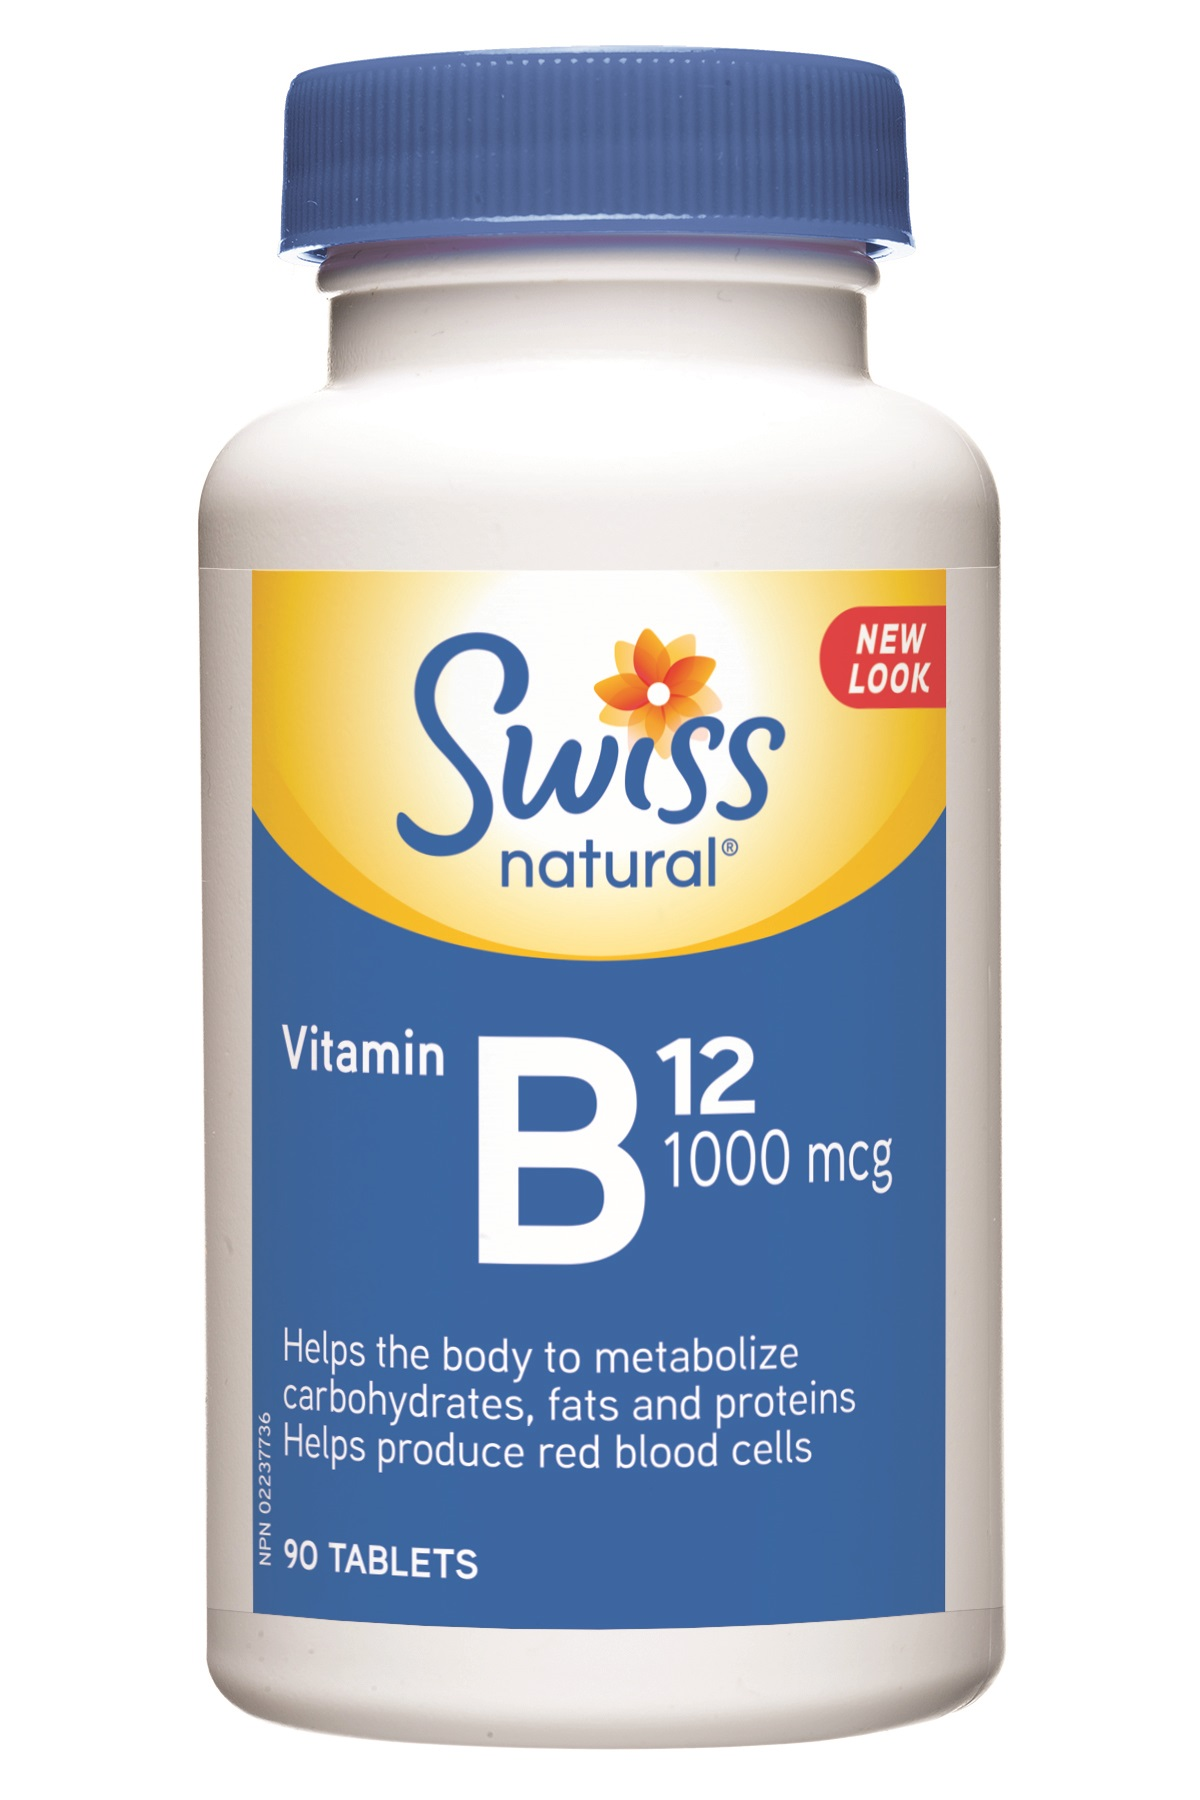 Swiss
natural®
NEW
LOOK
Vitamin B12
1000 mcg
Helps the body to metabolize
carbohydrates, fats and proteins
Helps produce red blood cells
NPN 02237736
90 TABLETS